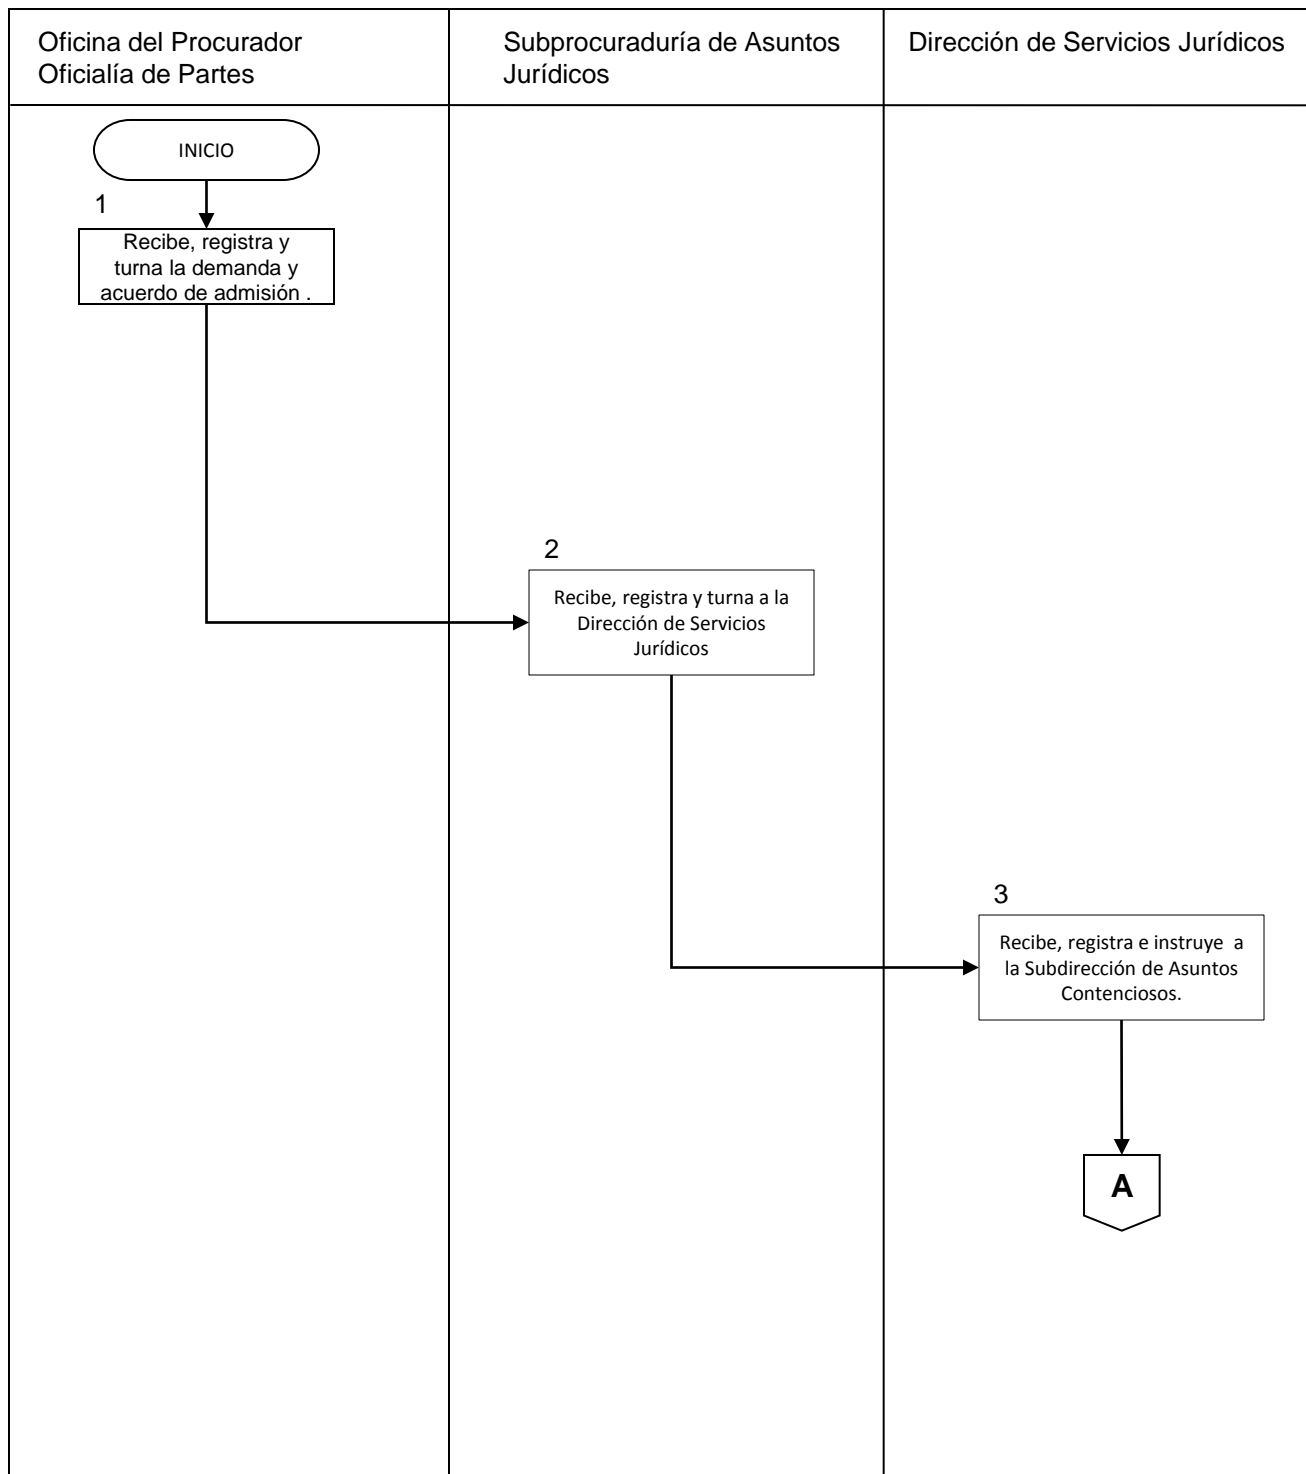 Oficina del Procurador
Oficialía de Partes
Subprocuraduría de Asuntos
Jurídicos
Dirección de Servicios Jurídicos
INICIO
1
Recibe, registra y
turna la demanda y
acuerdo de admisión .
2
Recibe, registra y turna a la
Dirección de Servicios
Jurídicos
3
Recibe, registra e instruye  a
la Subdirección de Asuntos
Contenciosos.
A